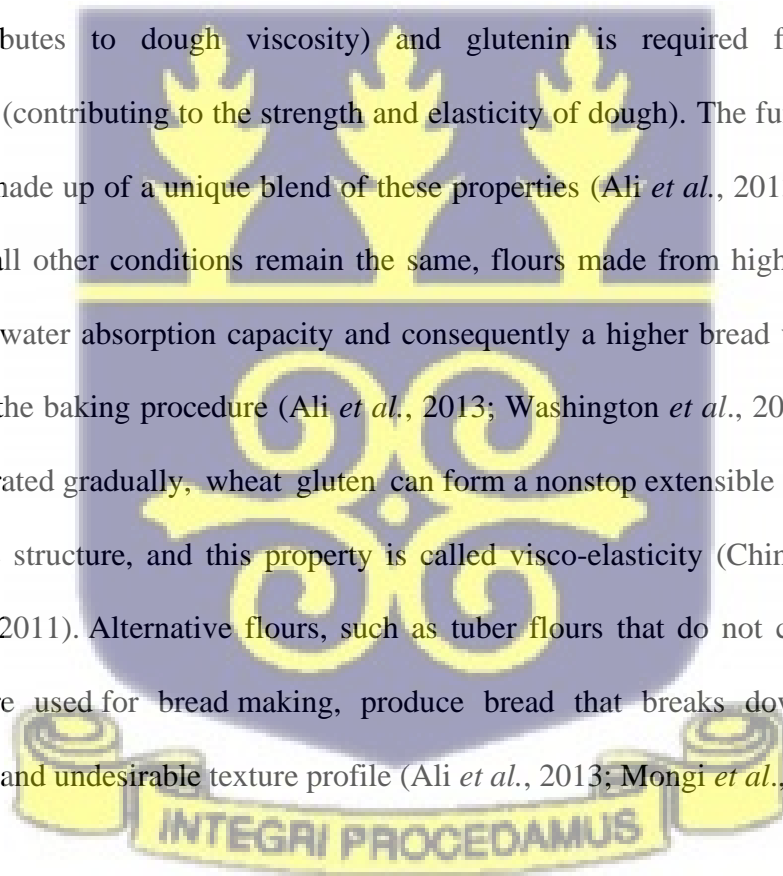 butes to dough viscosity) and glutenin is required f
(contributing to the strength and elasticity of dough). The fu
nade up of a unique blend of these properties (Ali et al., 201
all other conditions remain the same, flours made from high
water absorption capacity and consequently a higher bread
the baking procedure (Ali et al., 2013; Washington et al., 20
rated gradually, wheat gluten can form a nonstop extensible
structure, and this property is called visco-elasticity (Chin
2011). Alternative flours, such as tuber flours that do not c
re used for bread making, produce bread that breaks dov
and undesirable texture profile (Ali et al., 2013; Mongi et al.,
INTEGRI PROCEDAMUS